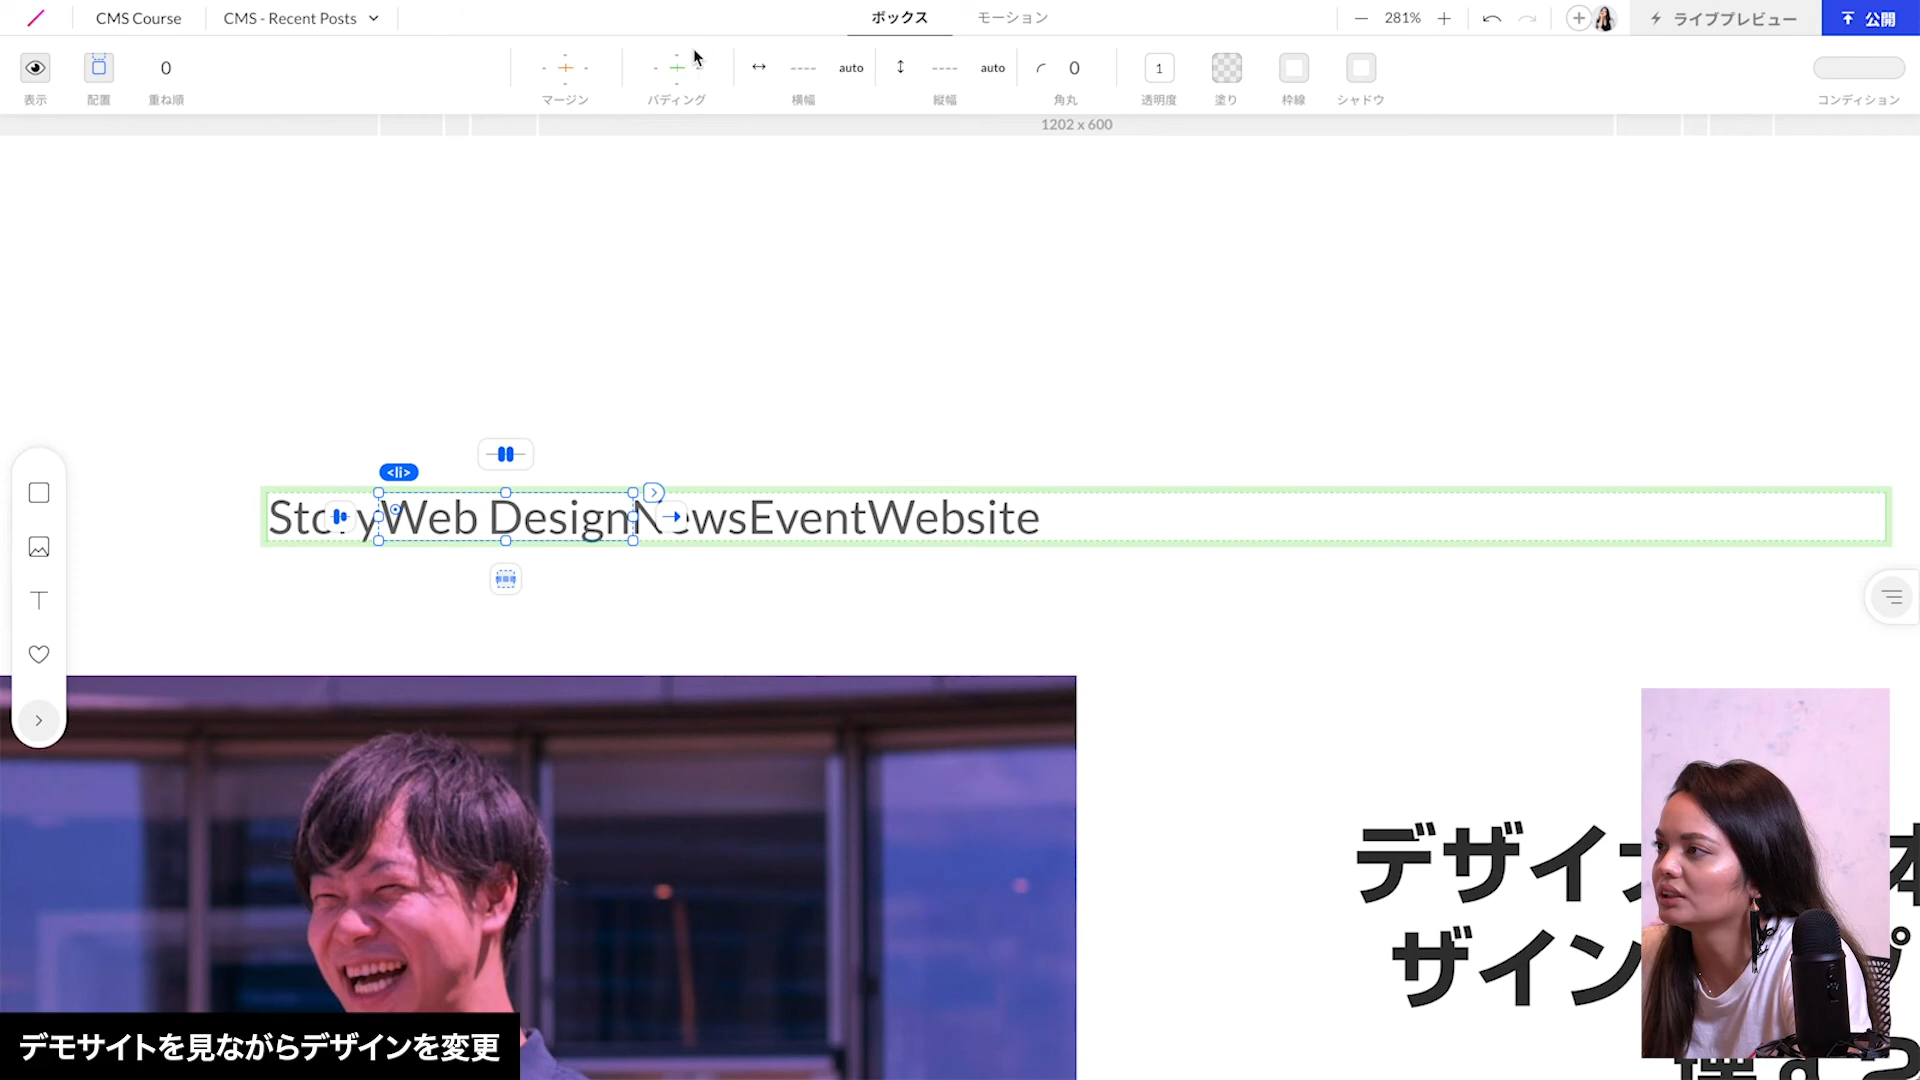 CMS Course
CMS - Recent Posts
ボックス
モーション
281%
ライブプレビュー
公開
表示
配置
0
重ね順
マージン
パディング
---- auto
横幅
---- auto
縦幅
0
角丸
1
透明度
塗り
枠線
シャドウ
コンディション
1202 x 600
<li>
StoryWeb DesignNewsEventWebsite
デザイ
ザイン
デモサイトを見ながらデザインを変更